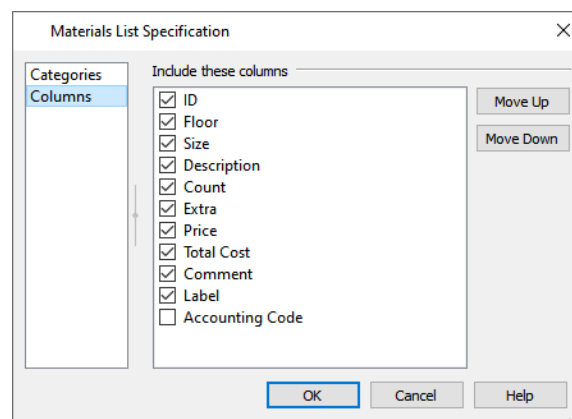 Materials List Specification
Categories
Columns
Include these columns
ID
Floor
Size
Description
Count
Extra
Price
Total Cost
Comment
Label
Accounting Code
Move Up
Move Down
OK
Cancel
Help